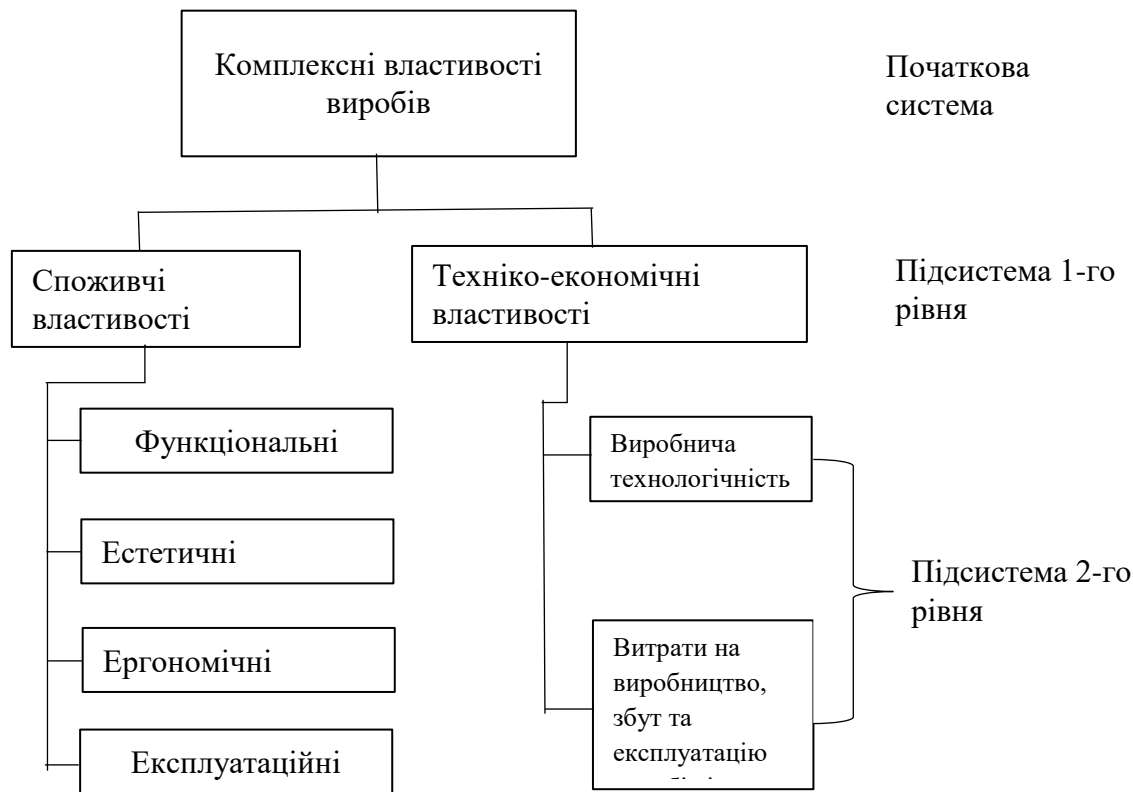 Комплексні властивості
виробів
Початкова
система
Споживчі
властивості
Техніко-економічні
властивості
Підсистема 1-го
рівня
Функціональні
Естетичні
Ергономічні
Експлуатаційні
Виробнича
технологічність
Витрати на
виробництво,
збут та
експлуатацію
Підсистема 2-го
рівня